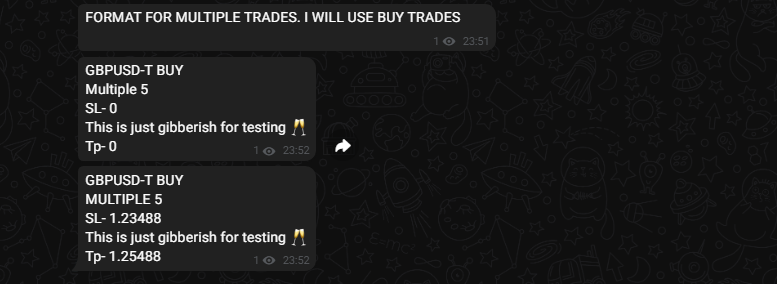 FORMAT FOR MULTIPLE TRADES. I WILL USE BUY TRADES
1 23:51
GBPUSD-T BUY
Multiple 5
SL- 0
This is just gibberish for testing 🥂
Tp- 0
1 23:52
GBPUSD-T BUY
MULTIPLE 5
SL- 1.23488
This is just gibberish for testing 🥂
Tp- 1.25488
1 23:52